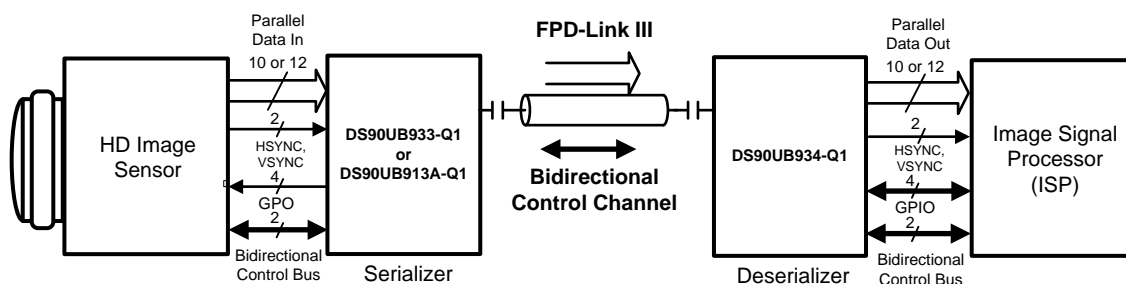 Parallel
Data In
10 or 12
HD Image
Sensor
2
HSYNC,
VSYNC
4
GPO
2
Bidirectional
Control Bus
DS90UB933-Q1
or
DS90UB913A-Q1
Serializer
FPD-Link III
Bidirectional
Control Channel
DS90UB934-Q1
Deserializer
Parallel
Data Out
10 or 12
2
HSYNC,
VSYNC
4
GPIO
2
Bidirectional
Control Bus
Image Signal
Processor
(ISP)